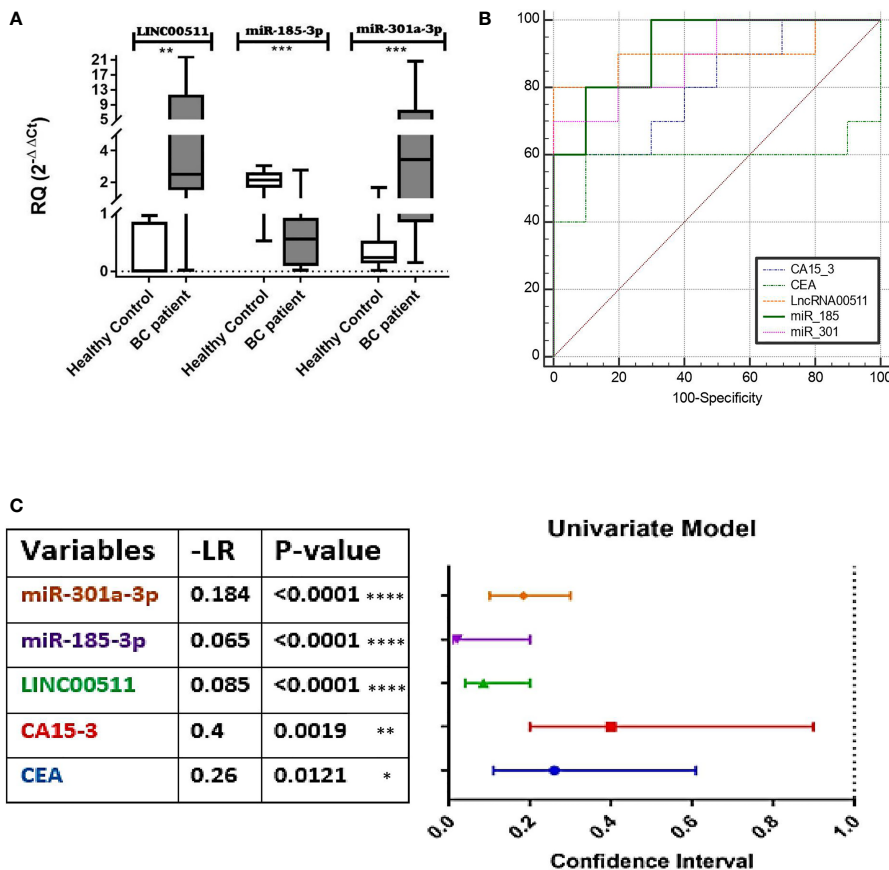 A
LINC00511 miR-185-3p miR-301a-3p
** *** ***
21
17
13
9
5
4
2
1
0
RQ (2^-Δ ΔCt)
Healthy Control
BC patient
Healthy Control
BC patient
Healthy Control
BC patient
B
100
80
60
40
20
0
0 20 40 60 80 100
100-Specificity
CA15_3
CEA
LncRNA00511
miR_185
miR_301
C
Variables -LR P-value
miR-301a-3p 0.184 <0.0001 ****
miR-185-3p 0.065 <0.0001 ****
LINC00511 0.085 <0.0001 ****
CA15-3 0.4 0.0019 **
CEA 0.26 0.0121 *
Univariate Model
0.0 0.2 0.4 0.6 0.8 1.0
Confidence Interval